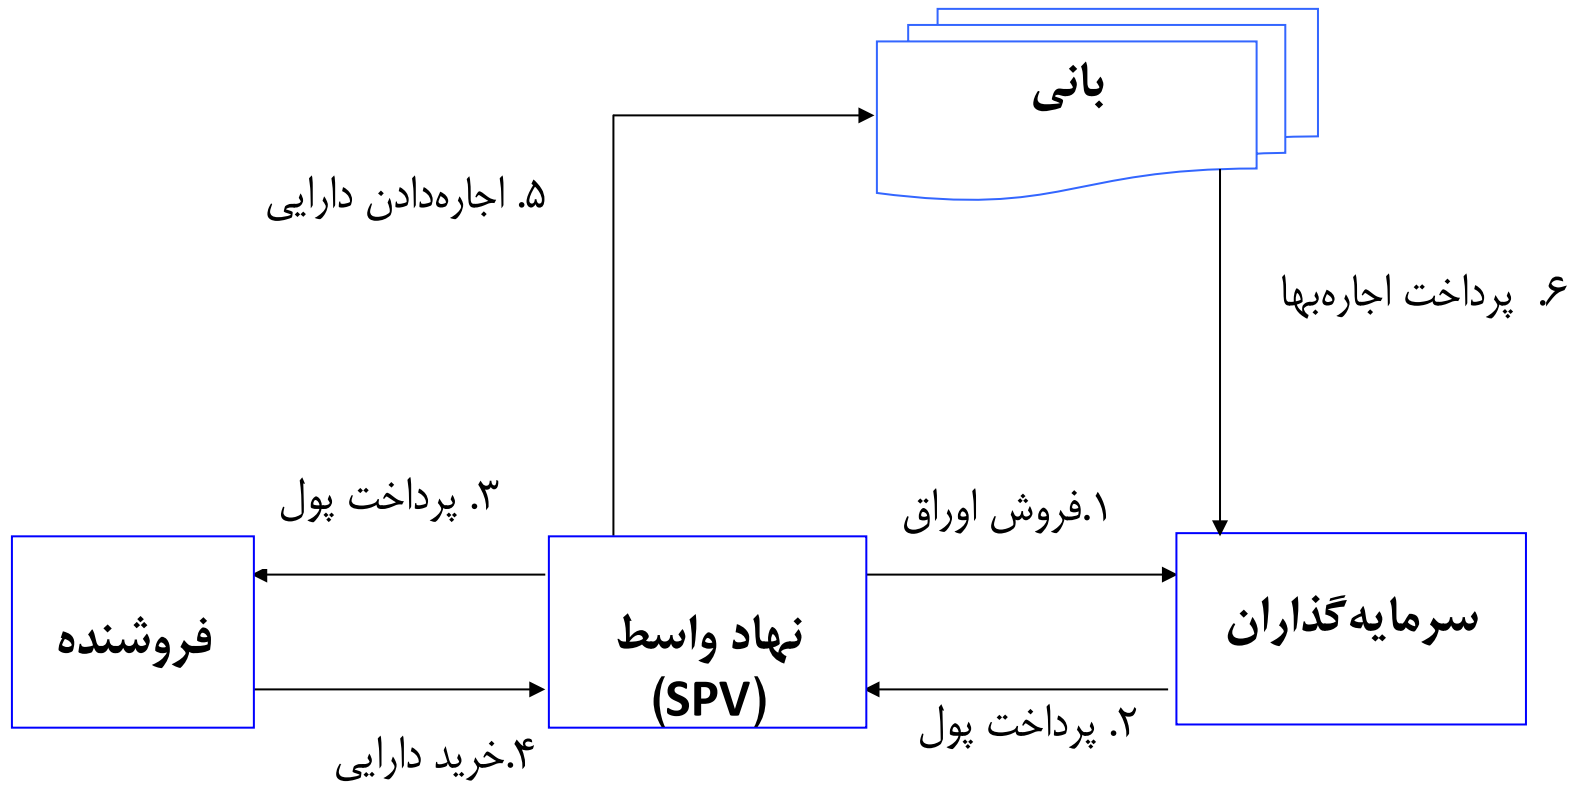 بانی
۵. اجاره‌دادن دارایی
۶. پرداخت اجاره‌بها
۳. پرداخت پول
۱.فروش اوراق
سرمایه‌گذاران
نهاد واسط
(SPV)
فروشنده
۲. پرداخت پول
۴.خرید دارایی